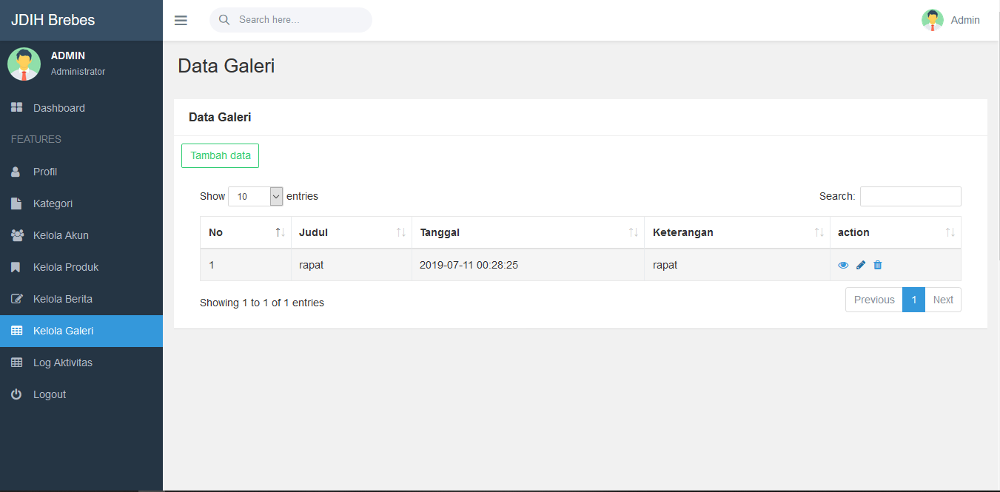 JDIH Brebes
Search here...
Admin
ADMIN
Administrator
Dashboard
FEATURES
Profil
Kategori
Kelola Akun
Kelola Produk
Kelola Berita
Kelola Galeri
Log Aktivitas
Logout
Data Galeri
Data Galeri
Tambah data
Show 10 entries
Search:
No Judul Tanggal Keterangan action
1 rapat 2019-07-11 00:28:25 rapat
Showing 1 to 1 of 1 entries
Previous 1 Next